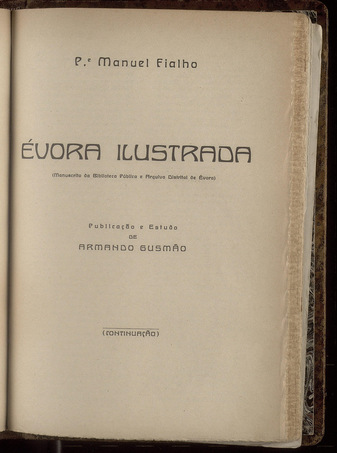 P.e Manuel Fialho
ÉVORA ILUSTRADA
(Manuscrito da Biblioteca Pública e Arquivo Distrital de Évora)
Publicação e Estudo
DE
ARMANDO GUSMÃO
(CONTINUAÇÃO)